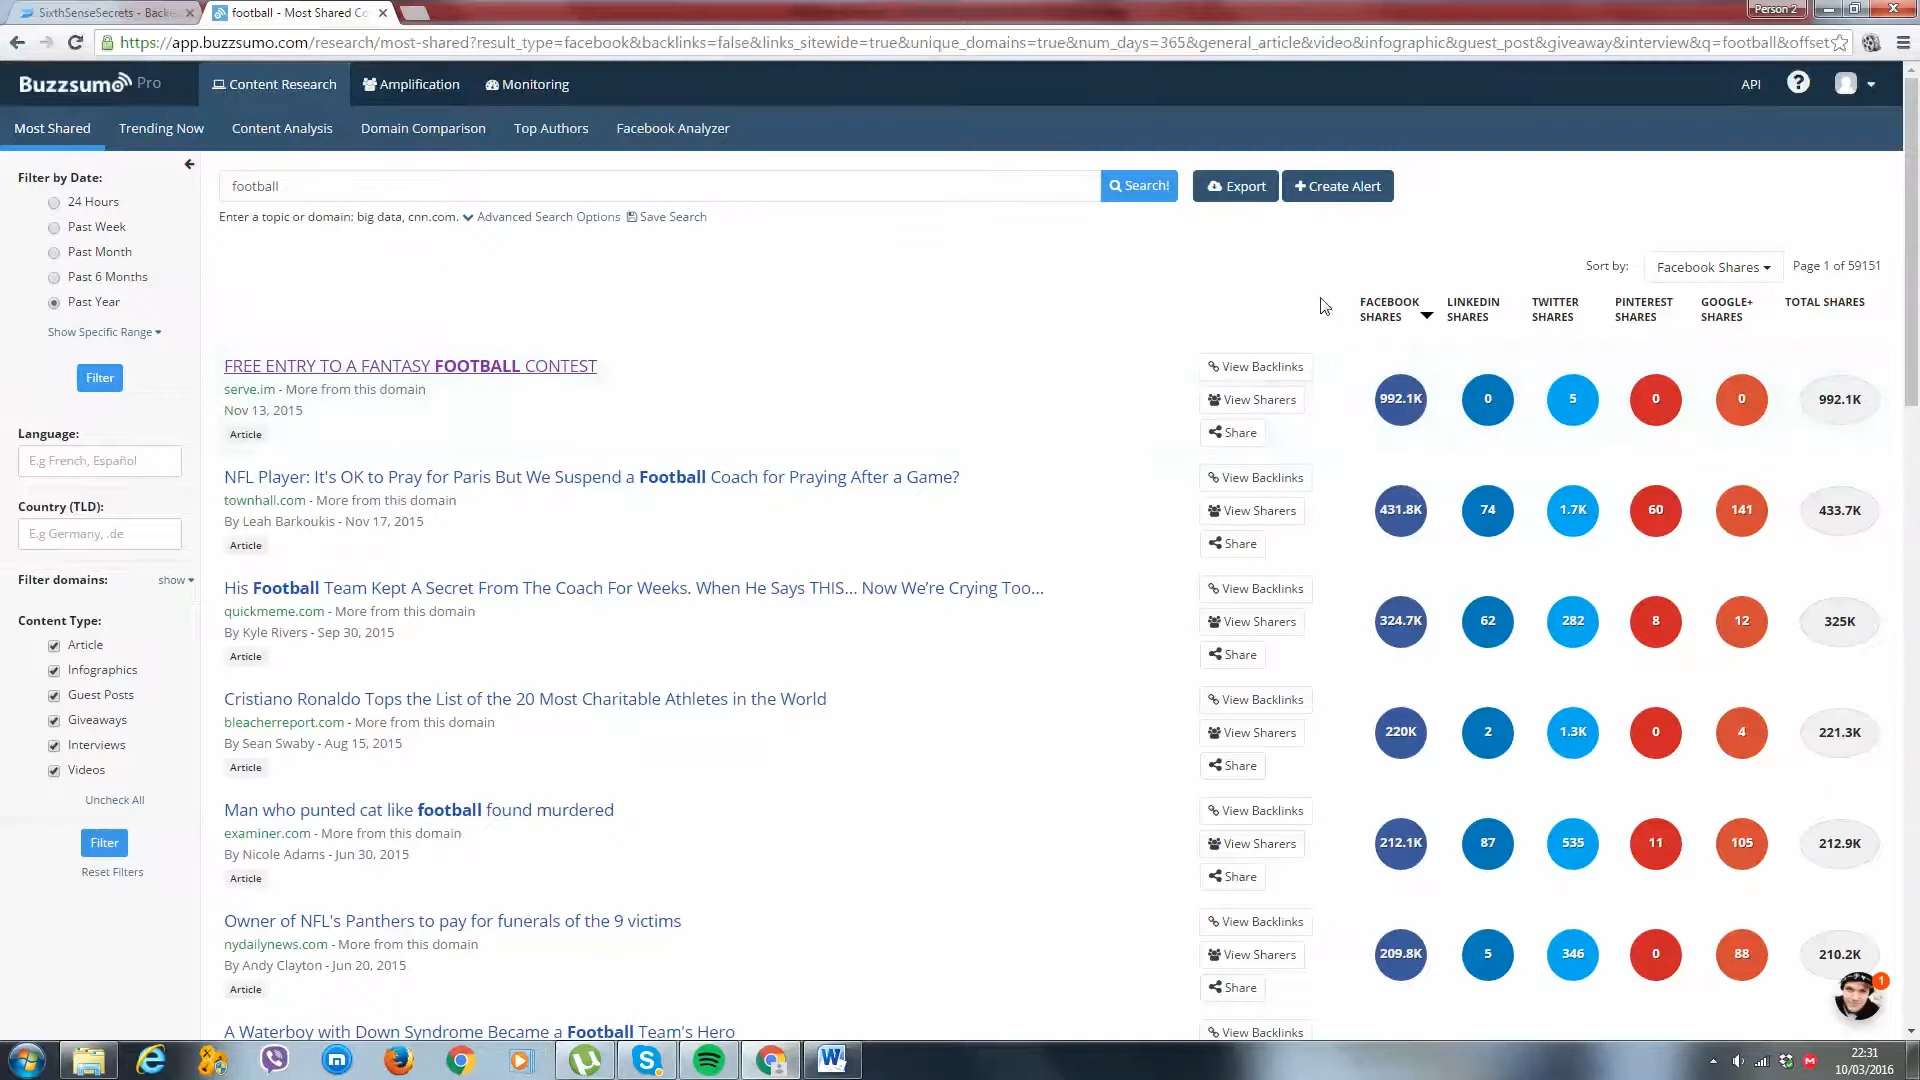 SixthSenseSecrets - Backe
football - Most Shared Co
Person 2
https://app.buzzsumo.com/research/most-shared?result_type=facebook&backlinks=false&links_sitewide=true&unique_domains=true&num_days=365&general_article&video&infographic&guest_post&giveaway&interview&q=football&offset
Buzzsumo Pro
Content Research
Amplification
Monitoring
API
?
Most Shared
Trending Now
Content Analysis
Domain Comparison
Top Authors
Facebook Analyzer
Filter by Date:
24 Hours
Past Week
Past Month
Past 6 Months
Past Year
Show Specific Range
Filter
Language:
E.g French, Español
Country (TLD):
E.g Germany, .de
Filter domains: show
Content Type:
Article
Infographics
Guest Posts
Giveaways
Interviews
Videos
Uncheck All
Filter
Reset Filters
football
Search!
Export
Create Alert
Enter a topic or domain: big data, cnn.com. Advanced Search Options Save Search
Sort by: Facebook Shares Page 1 of 59151
FACEBOOK SHARES
LINKEDIN SHARES
TWITTER SHARES
PINTEREST SHARES
GOOGLE+ SHARES
TOTAL SHARES
FREE ENTRY TO A FANTASY FOOTBALL CONTEST
serve.im - More from this domain
Nov 13, 2015
Article
View Backlinks
View Sharers
Share
992.1K 0 5 0 0 992.1K
NFL Player: It's OK to Pray for Paris But We Suspend a Football Coach for Praying After a Game?
townhall.com - More from this domain
By Leah Barkoukis - Nov 17, 2015
Article
View Backlinks
View Sharers
Share
431.8K 74 1.7K 60 141 433.7K
His Football Team Kept A Secret From The Coach For Weeks. When He Says THIS... Now We're Crying Too...
quickmeme.com - More from this domain
By Kyle Rivers - Sep 30, 2015
Article
View Backlinks
View Sharers
Share
324.7K 62 282 8 12 325K
Cristiano Ronaldo Tops the List of the 20 Most Charitable Athletes in the World
bleacherreport.com - More from this domain
By Sean Swaby - Aug 15, 2015
Article
View Backlinks
View Sharers
Share
220K 2 1.3K 0 4 221.3K
Man who punted cat like football found murdered
examiner.com - More from this domain
By Nicole Adams - Jun 30, 2015
Article
View Backlinks
View Sharers
Share
212.1K 87 535 11 105 212.9K
Owner of NFL's Panthers to pay for funerals of the 9 victims
nydailynews.com - More from this domain
By Andy Clayton - Jun 20, 2015
Article
View Backlinks
View Sharers
Share
209.8K 5 346 0 88 210.2K
1
A Waterboy with Down Syndrome Became a Football Team's Hero
View Backlinks
22:31
10/03/2016